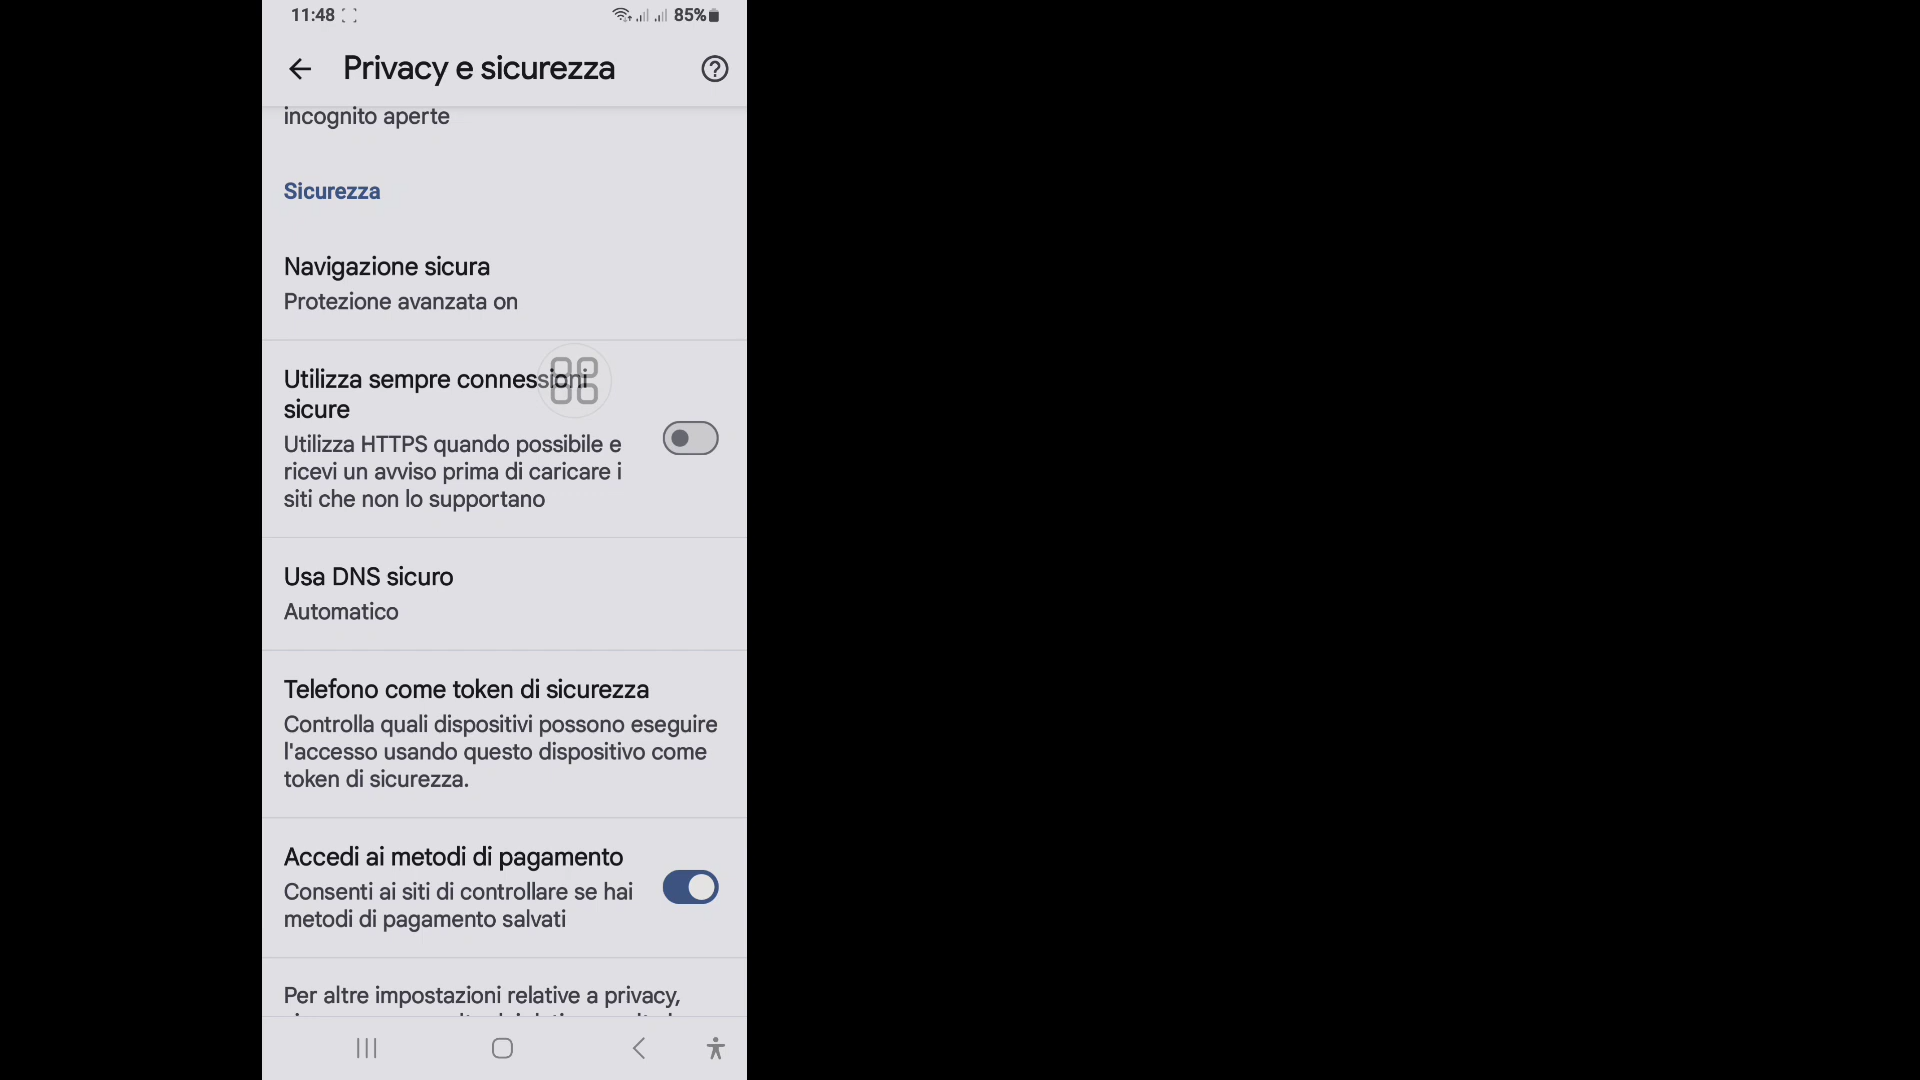 11:48
85%
Privacy e sicurezza
incognito aperte
Sicurezza
Navigazione sicura
Protezione avanzata on
Utilizza sempre connessioni
sicure
Utilizza HTTPS quando possibile e
ricevi un avviso prima di caricare i
siti che non lo supportano
Usa DNS sicuro
Automatico
Telefono come token di sicurezza
Controlla quali dispositivi possono eseguire
l'accesso usando questo dispositivo come
token di sicurezza.
Accedi ai metodi di pagamento
Consenti ai siti di controllare se hai
metodi di pagamento salvati
Per altre impostazioni relative a privacy,